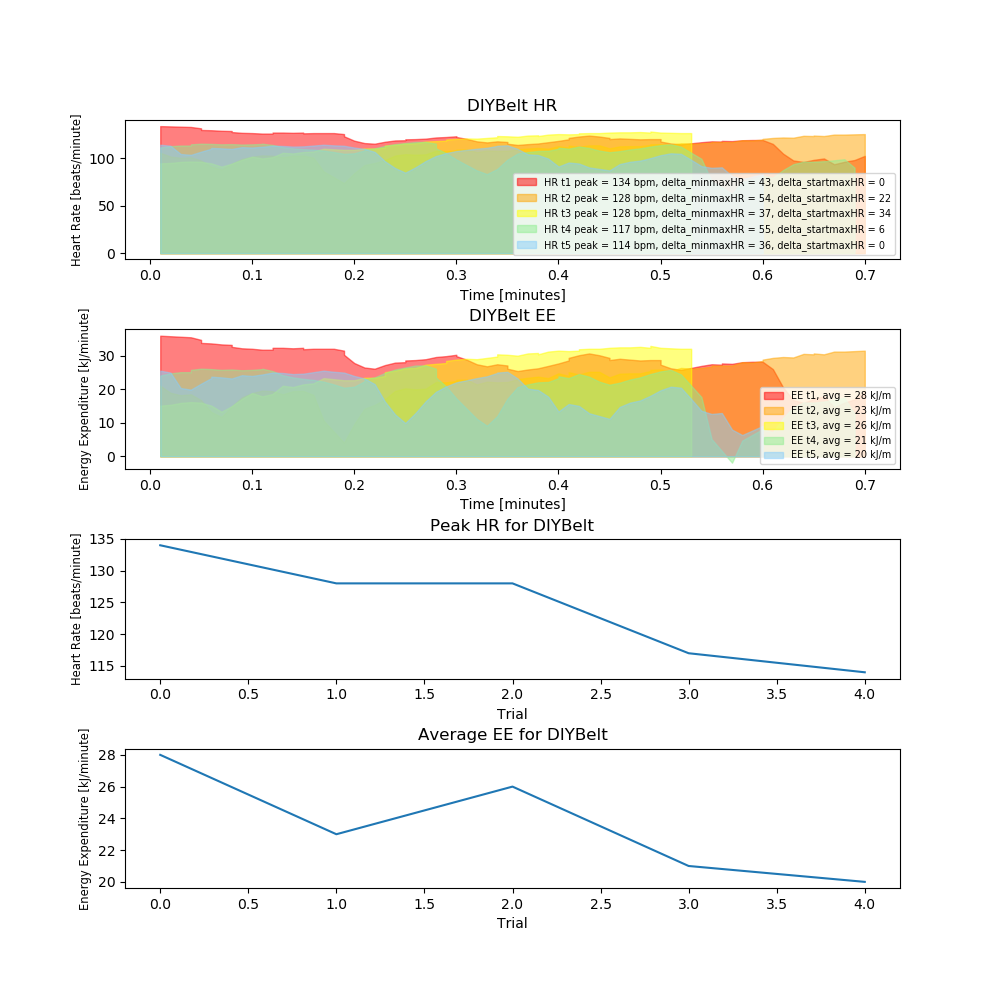 DIYBelt HR
Heart Rate [beats/minute]
100
50
0
HR t1 peak = 134 bpm, delta_minmaxHR = 43, delta_startmaxHR = 0
HR t2 peak = 128 bpm, delta_minmaxHR = 54, delta_startmaxHR = 22
HR t3 peak = 128 bpm, delta_minmaxHR = 37, delta_startmaxHR = 34
HR t4 peak = 117 bpm, delta_minmaxHR = 55, delta_startmaxHR = 6
HR t5 peak = 114 bpm, delta_minmaxHR = 36, delta_startmaxHR = 0
0.0 0.1 0.2 0.3 0.4 0.5 0.6 0.7
Time [minutes]
DIYBelt EE
Energy Expenditure [kJ/minute]
30
20
10
0
EE t1, avg = 28 kJ/m
EE t2, avg = 23 kJ/m
EE t3, avg = 26 kJ/m
EE t4, avg = 21 kJ/m
EE t5, avg = 20 kJ/m
0.0 0.1 0.2 0.3 0.4 0.5 0.6 0.7
Time [minutes]
Peak HR for DIYBelt
Heart Rate [beats/minute]
135
130
125
120
115
0.0 0.5 1.0 1.5 2.0 2.5 3.0 3.5 4.0
Trial
Average EE for DIYBelt
Energy Expenditure [kJ/minute]
28
26
24
22
20
0.0 0.5 1.0 1.5 2.0 2.5 3.0 3.5 4.0
Trial